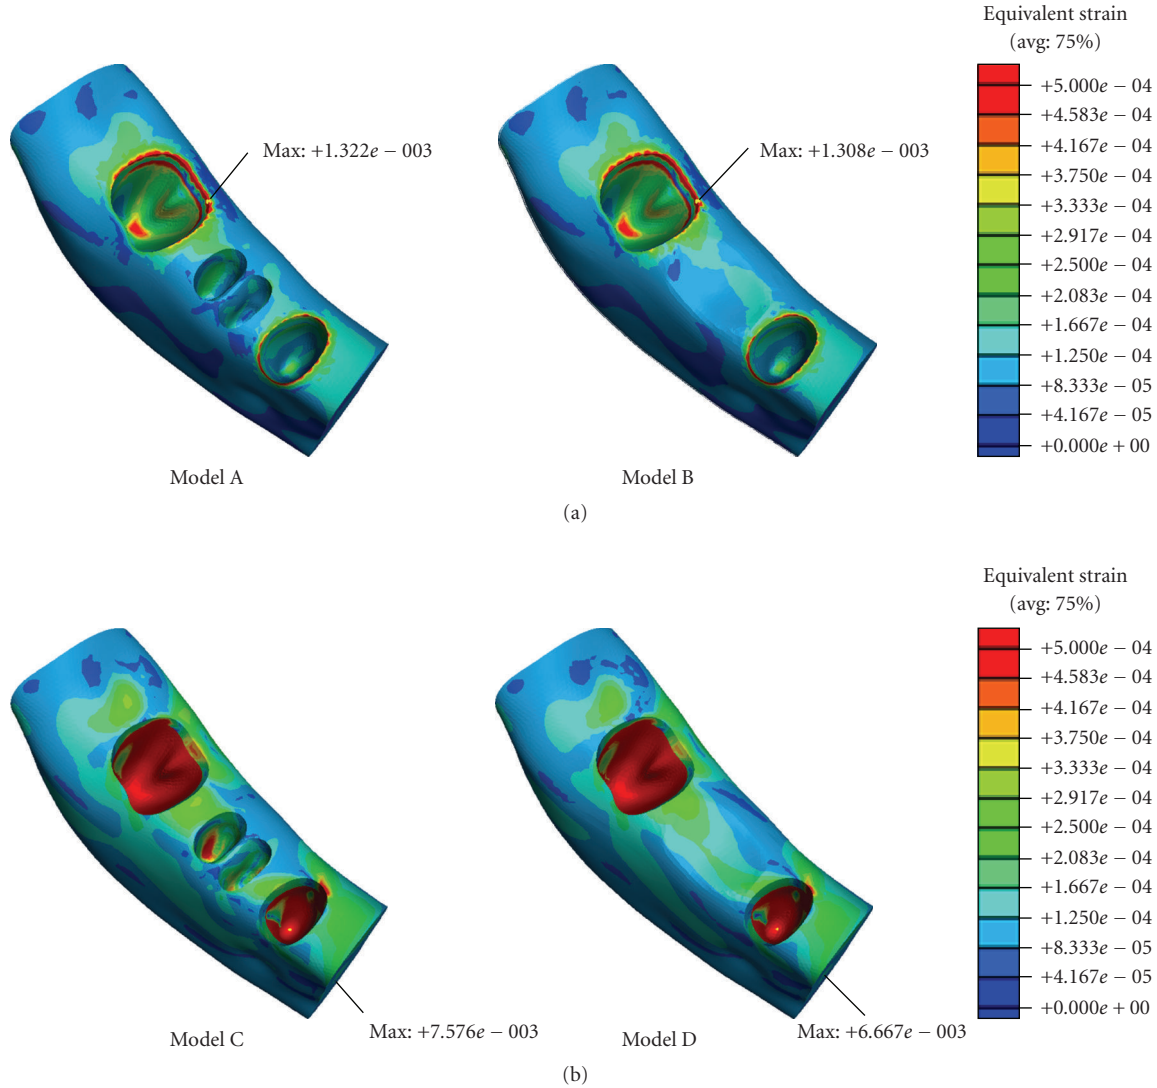 Equivalent strain
(avg: 75%)
+5.000e − 04
+4.583e − 04
+4.167e − 04
+3.750e − 04
+3.333e − 04
+2.917e − 04
+2.500e − 04
+2.083e − 04
+1.667e − 04
+1.250e − 04
+8.333e − 05
+4.167e − 05
+0.000e + 00
Max: +1.322e − 003
Max: +1.308e − 003
Model A
Model B
(a)
Equivalent strain
(avg: 75%)
+5.000e − 04
+4.583e − 04
+4.167e − 04
+3.750e − 04
+3.333e − 04
+2.917e − 04
+2.500e − 04
+2.083e − 04
+1.667e − 04
+1.250e − 04
+8.333e − 05
+4.167e − 05
+0.000e + 00
Max: +7.576e − 003
Max: +6.667e − 003
Model C
Model D
(b)